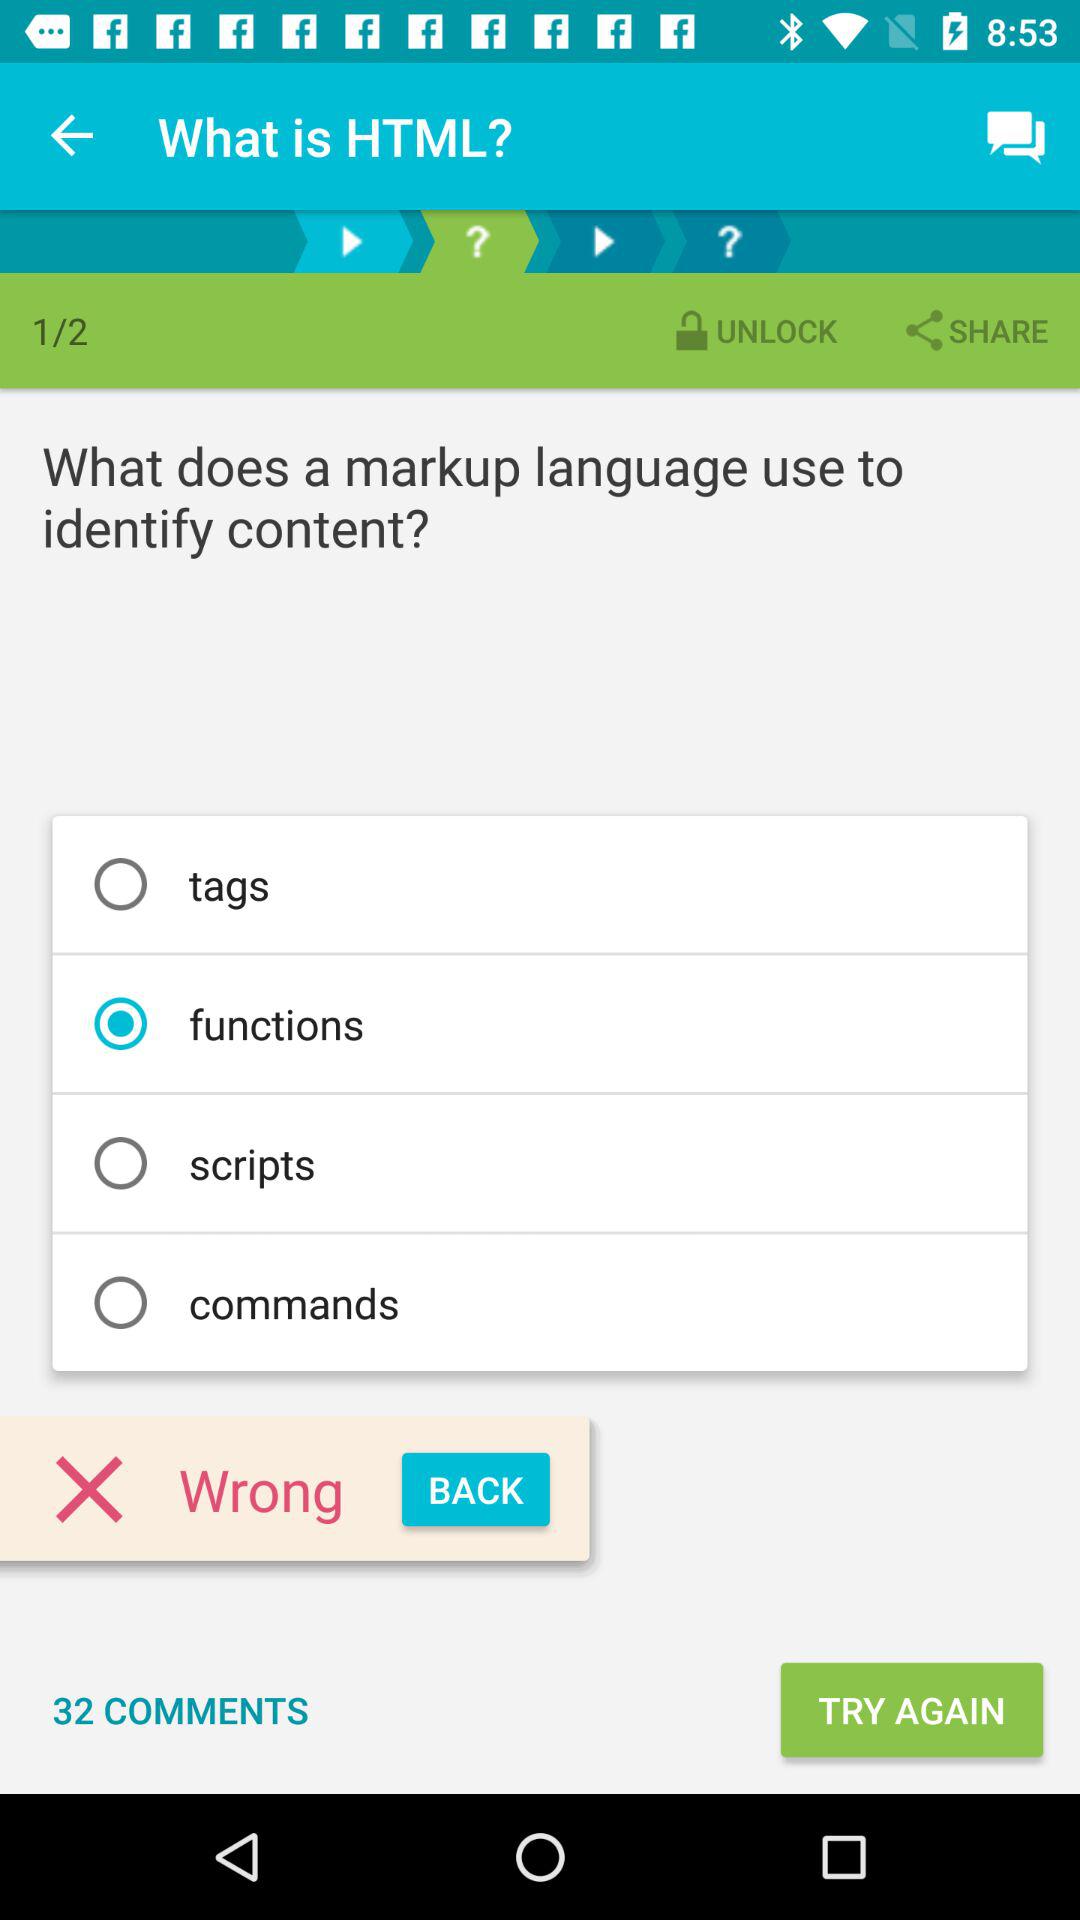 8:53
What is HTML?
?
?
1/2
UNLOCK
SHARE
What does a markup language use to
identify content?
tags
functions
scripts
commands
Wrong
BACK
32 COMMENTS
TRY AGAIN